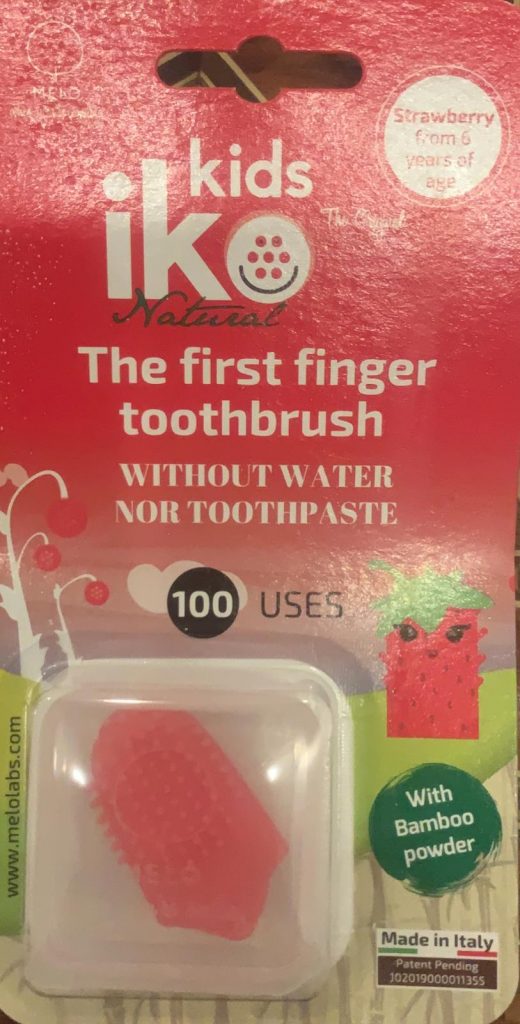 MELO
Strawberry
from 6
years of
age
kids
iko
The Original
Natural
The first finger
toothbrush
WITHOUT WATER
NOR TOOTHPASTE
100 USES
www.melolabs.com
With
Bamboo
powder
Made in Italy
Patent Pending
102019000011355